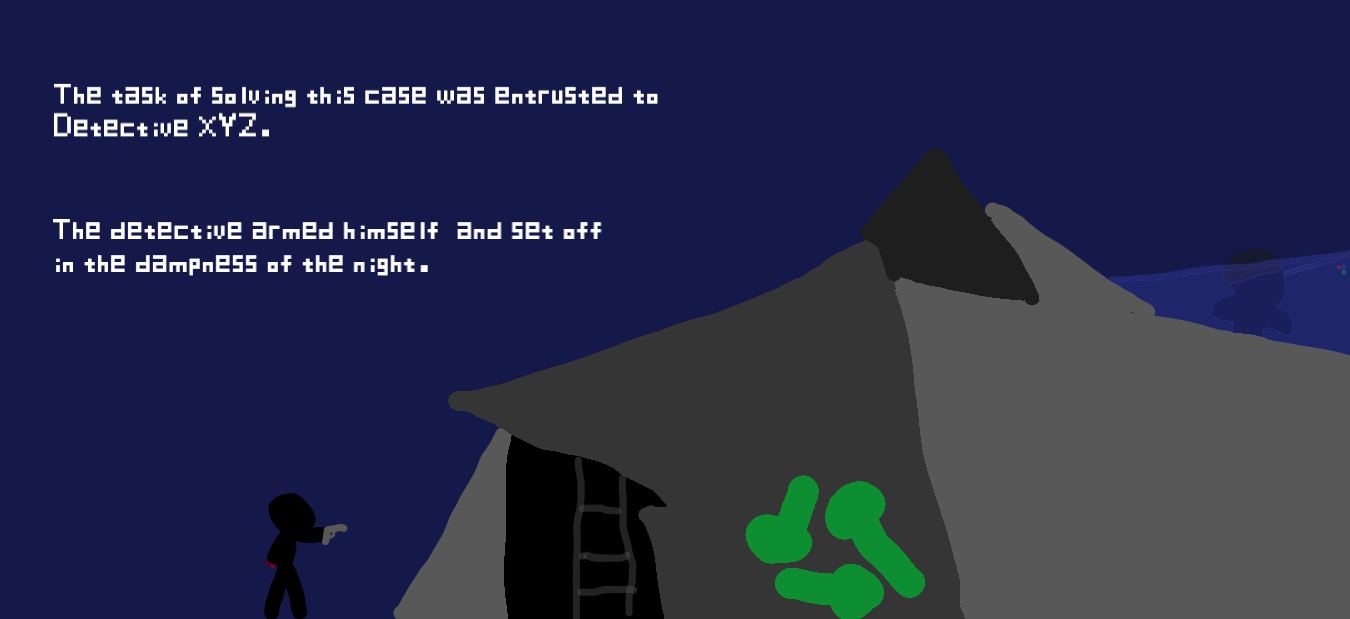 The task of solving this case was entrusted to
Detective XYZ.
The detective armed himself and set off
in the dampness of the night.